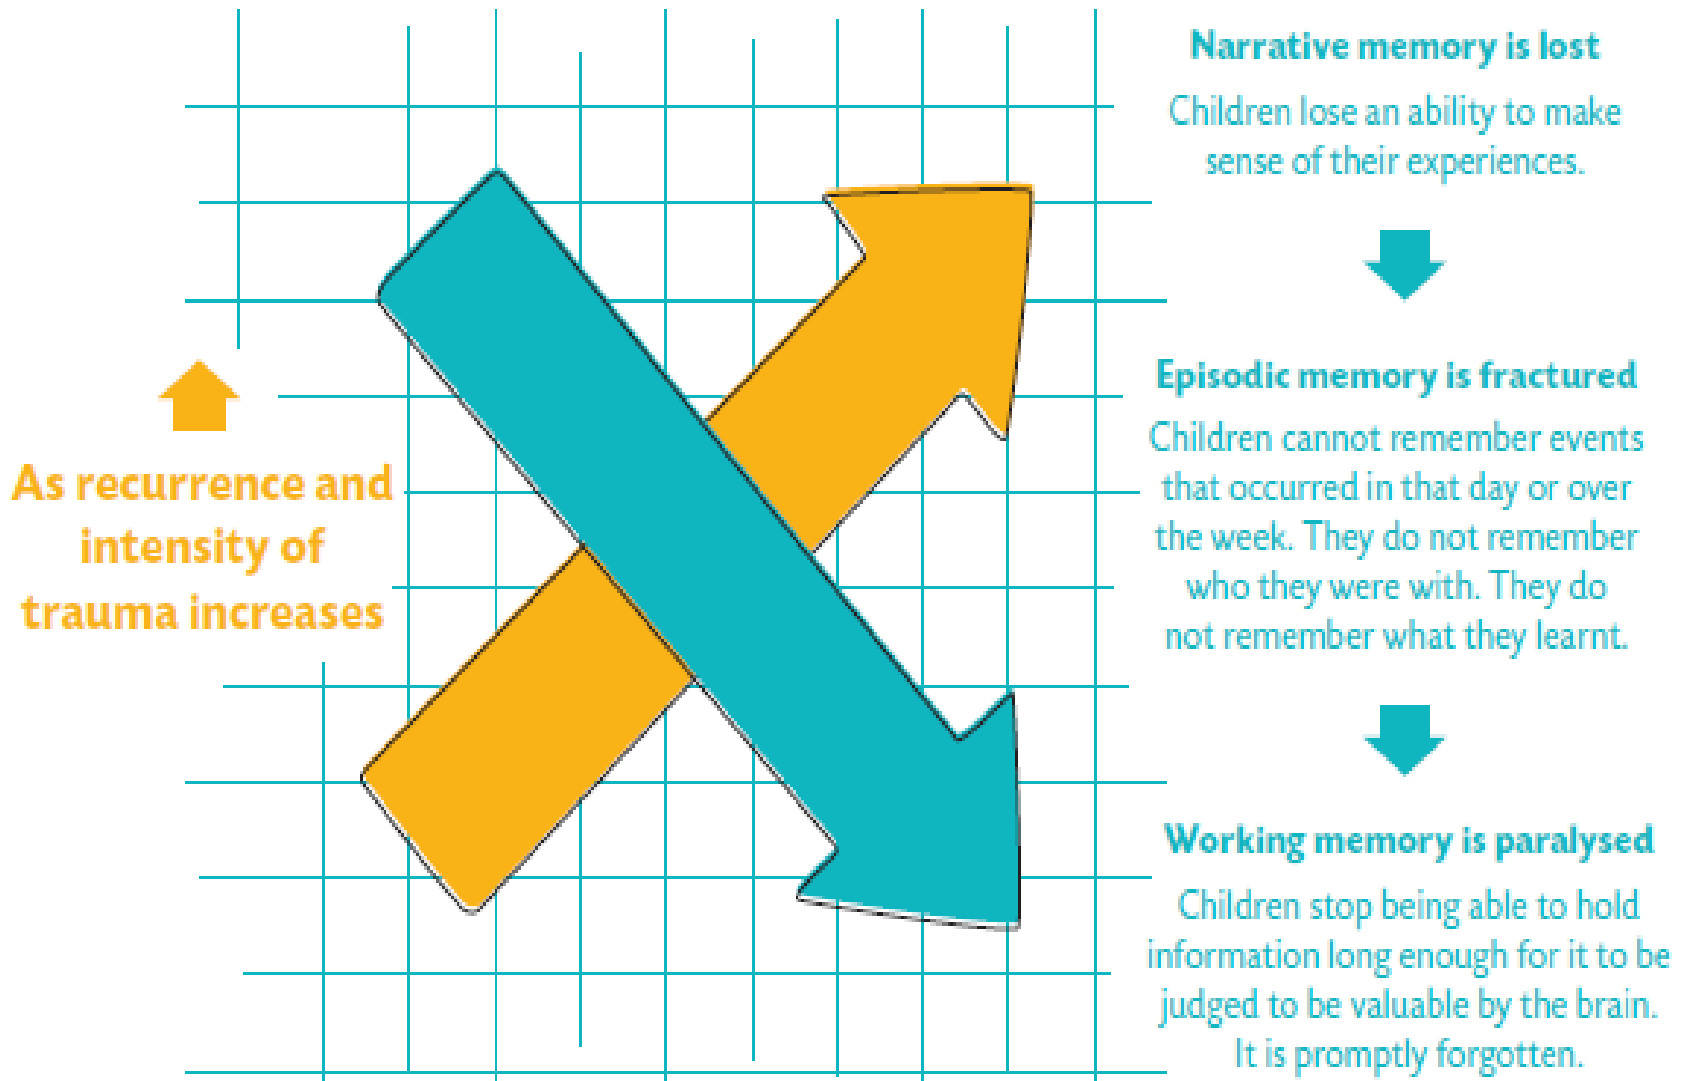 As recurrence and
intensity of
trauma increases
Narrative memory is lost
Children lose an ability to make
sense of their experiences.
Episodic memory is fractured
Children cannot remember events
that occurred in that day or over
the week. They do not remember
who they were with. They do
not remember what they learnt.
Working memory is paralysed
Children stop being able to hold
information long enough for it to be
judged to be valuable by the brain.
It is promptly forgotten.